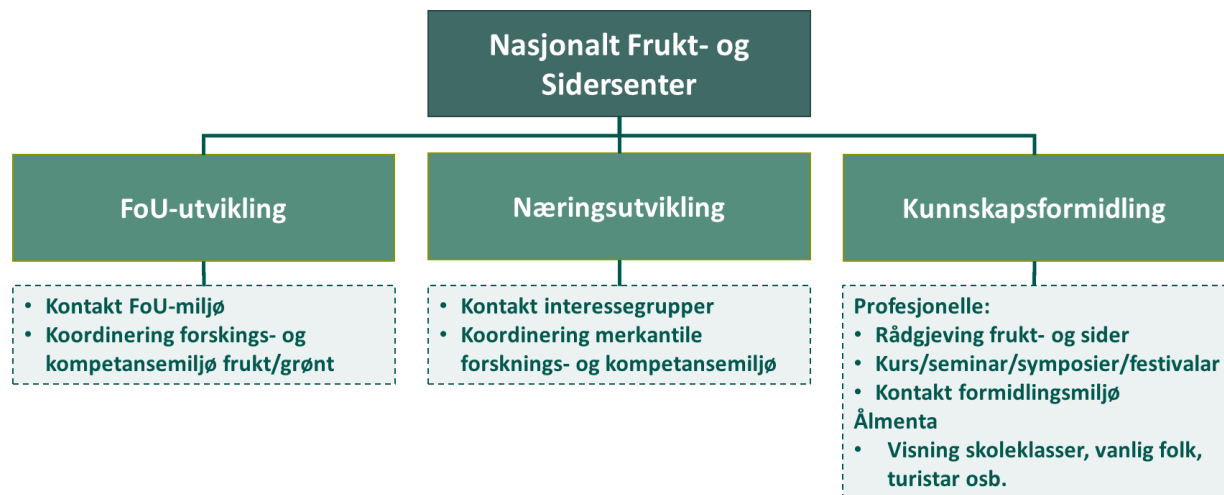 Nasjonalt Frukt- og
Sidersenter
FoU-utvikling
• Kontakt FoU-miljø
• Koordinering forskings- og
kompetansemiljø frukt/grønt
Næringsutvikling
• Kontakt interessegrupper
• Koordinering merkantile
forsknings- og kompetansemiljø
Kunnskapsformidling
Profesjonelle:
• Rådgjeving frukt- og sider
• Kurs/seminar/symposier/festivalar
• Kontakt formidlingsmiljø
Ålmenta
• Visning skoleklasser, vanlig folk,
turistar osb.